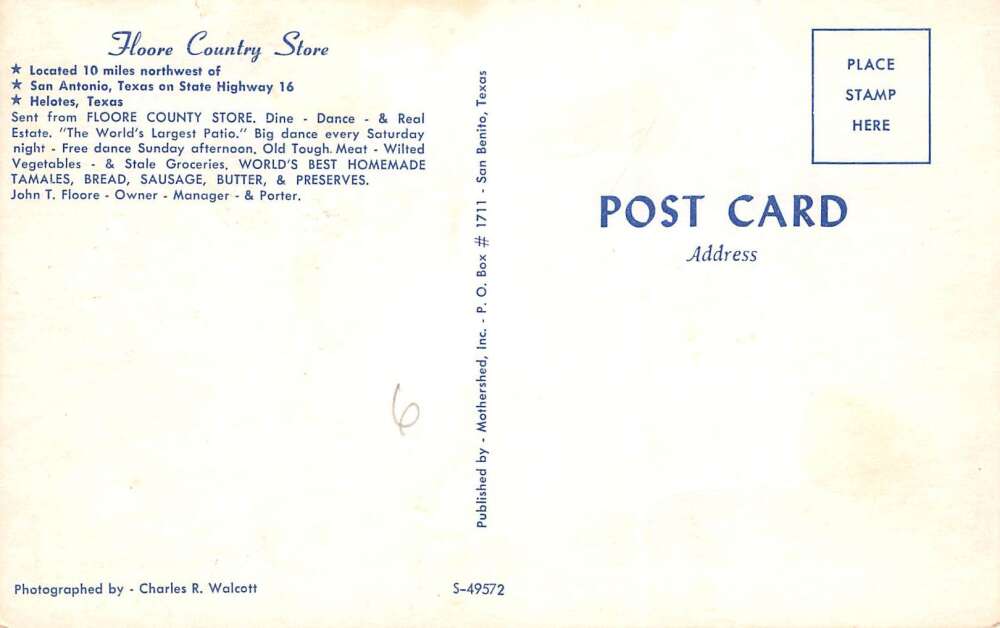 Floore Country Store
★ Located 10 miles northwest of
★ San Antonio, Texas on State Highway 16
★ Helotes, Texas
Sent from FLOORE COUNTY STORE. Dine - Dance - & Real
Estate. "The World's Largest Patio." Big dance every Saturday
night - Free dance Sunday afternoon. Old Tough. Meat - Wilted
Vegetables - & Stale Groceries. WORLD'S BEST HOMEMADE
TAMALES, BREAD, SAUSAGE, BUTTER, & PRESERVES.
John T. Floore - Owner - Manager - & Porter.
6
Photographed by - Charles R. Walcott
Published by - Mothershed, Inc. - P. O. Box # 1711 - San Benito, Texas
S-49572
PLACE
STAMP
HERE
POST CARD
Address